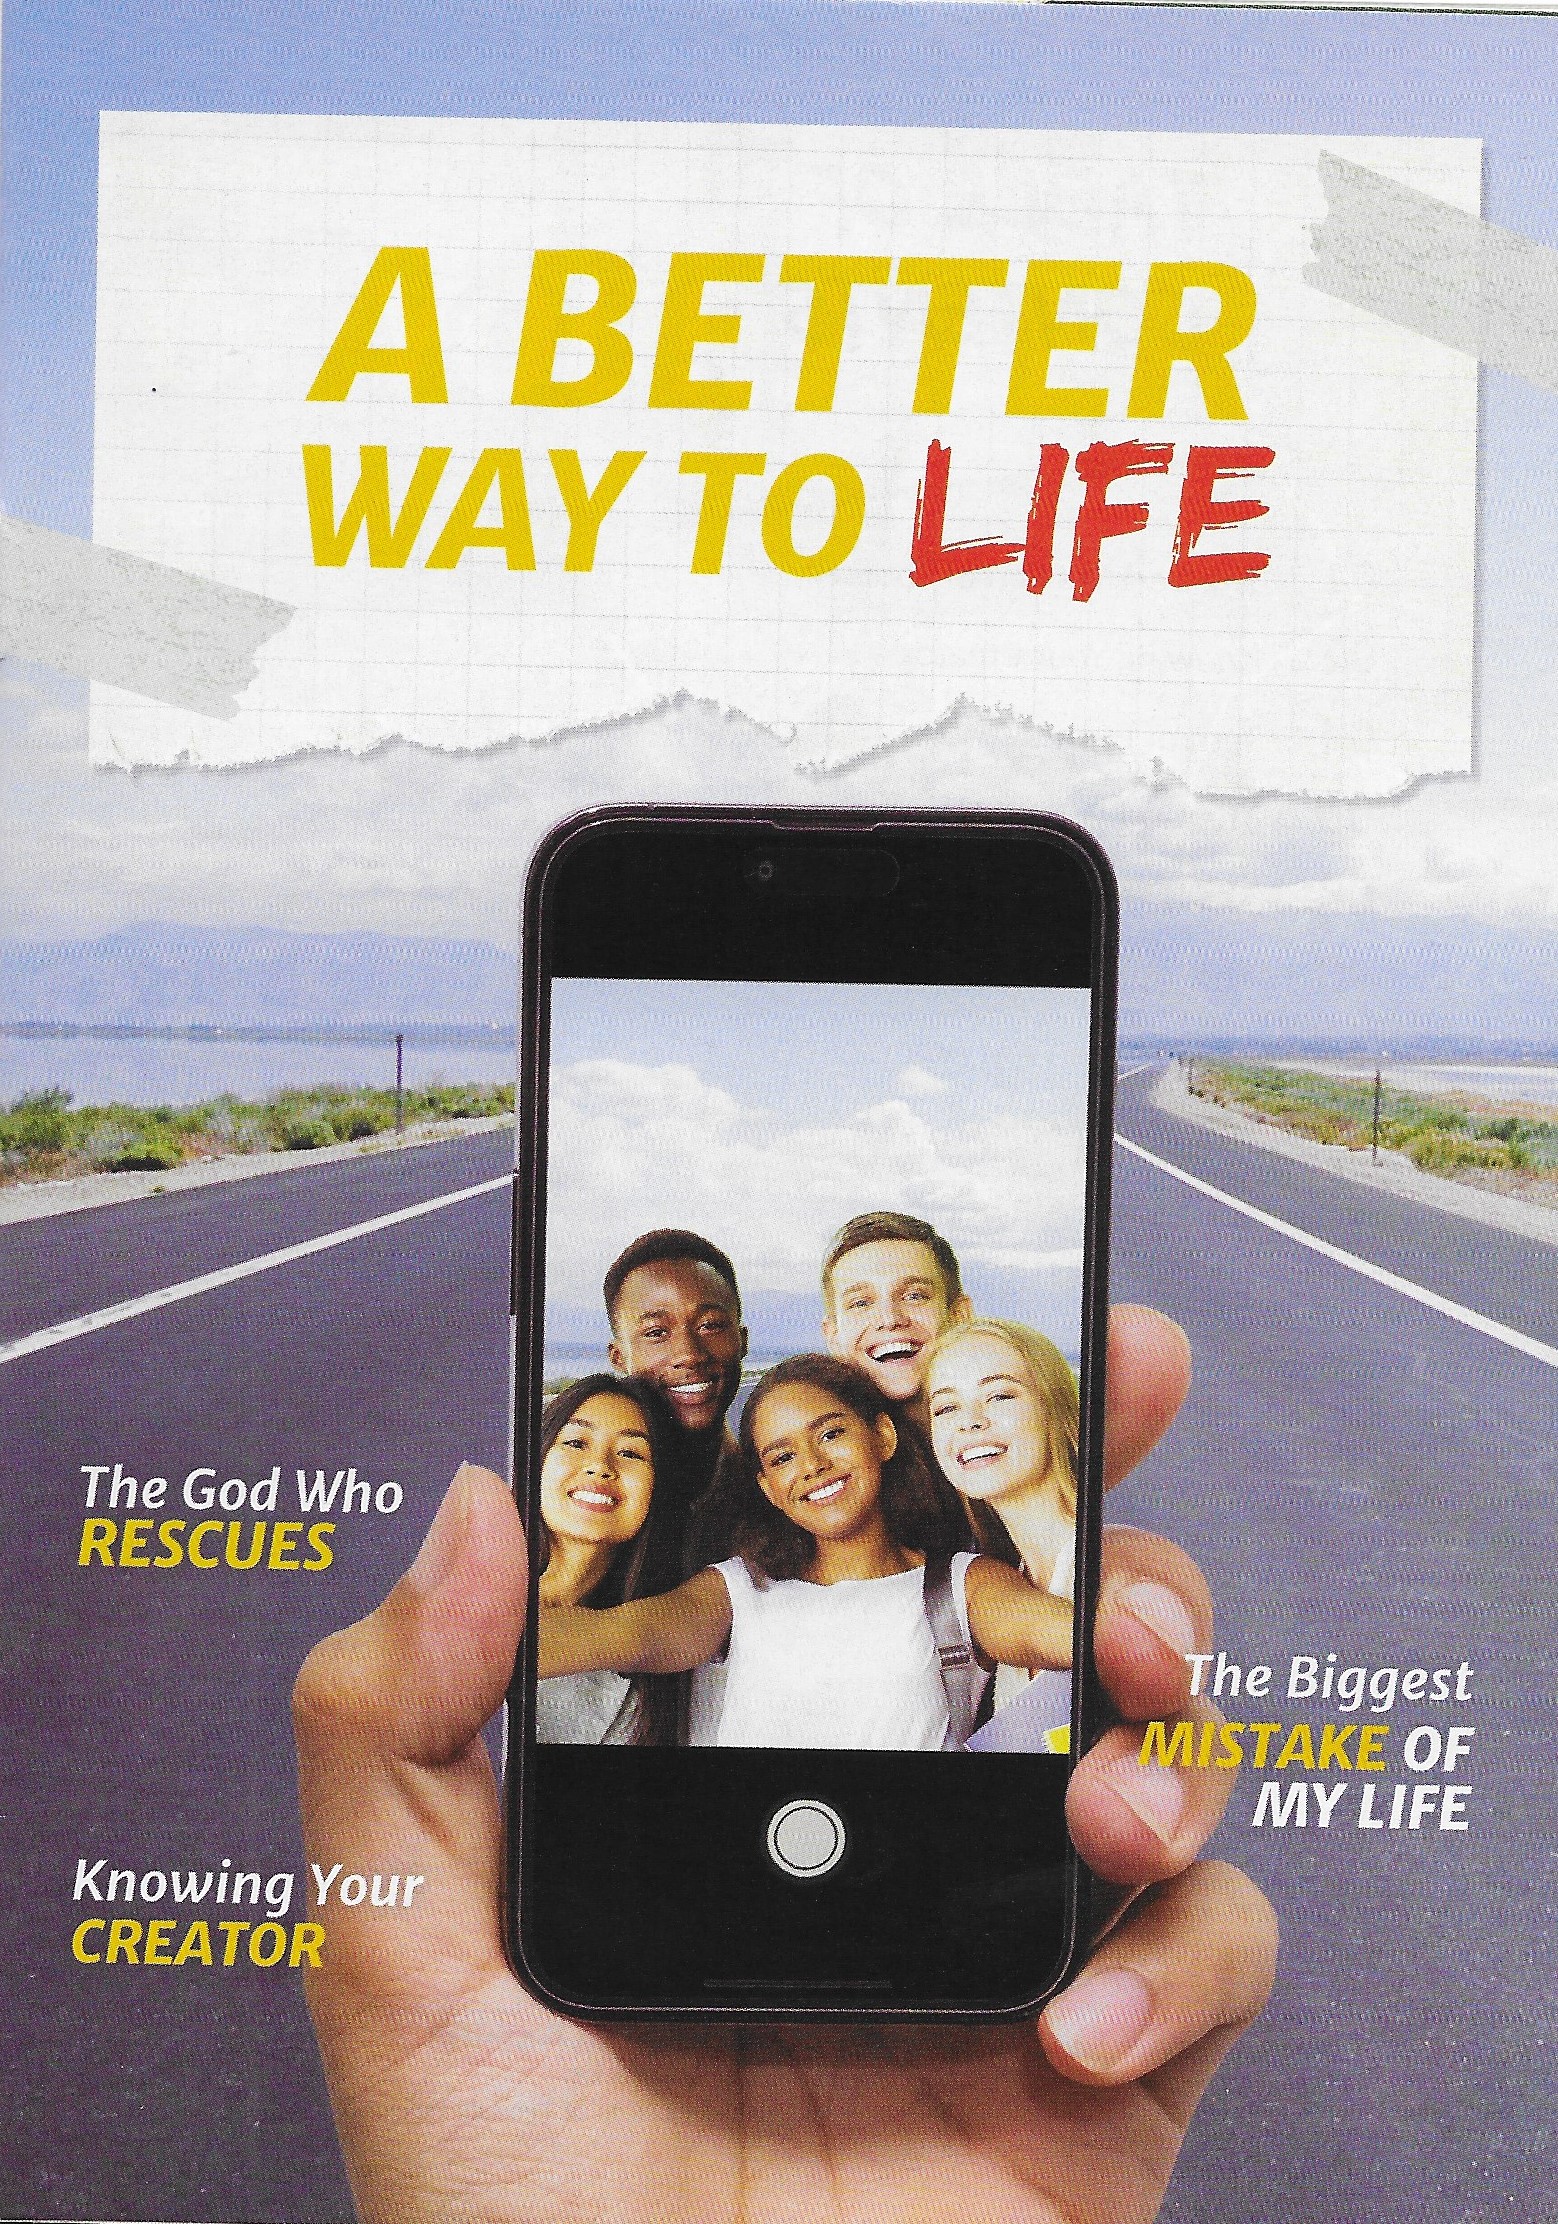 A BETTER
WAY TO LIFE
The God Who
RESCUES
The Biggest
MISTAKE OF
MY LIFE
Knowing Your
CREATOR